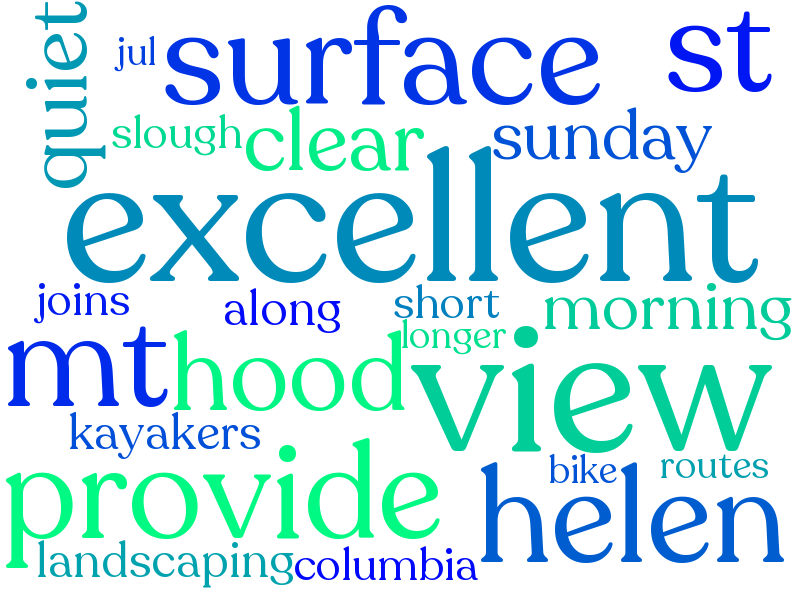 quiet
jul
surface
st
slough
clear
sunday
excellent
joins
along
short
morning
longer
mt
hood
view
kayakers
provide
bike
routes
helen
landscaping
columbia